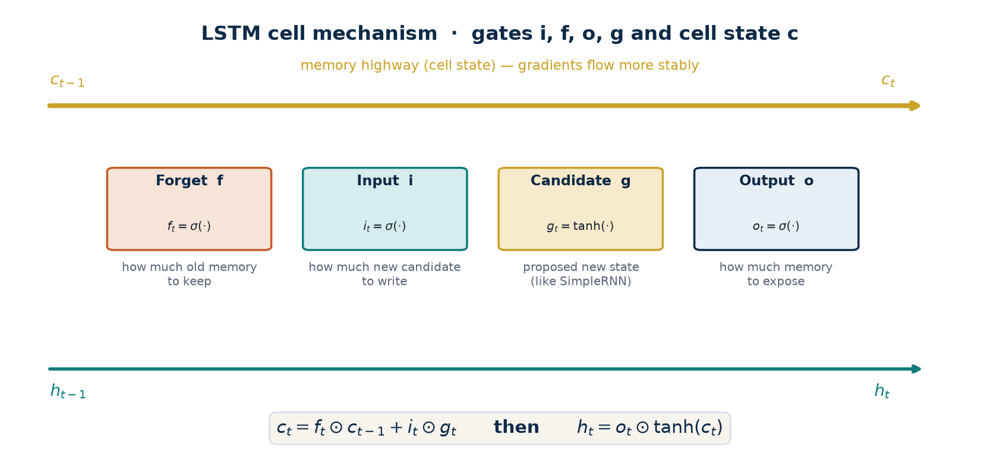 LSTM cell mechanism · gates i, f, o, g and cell state c
memory highway (cell state) — gradients flow more stably
c_{t−1}
c_t
Forget f
f_t = σ(·)
how much old memory
to keep
Input i
i_t = σ(·)
how much new candidate
to write
Candidate g
g_t = tanh(·)
proposed new state
(like SimpleRNN)
Output o
o_t = σ(·)
how much memory
to expose
h_{t−1}
h_t
c_t = f_t ⊙ c_{t−1} + i_t ⊙ g_t then h_t = o_t ⊙ tanh(c_t)